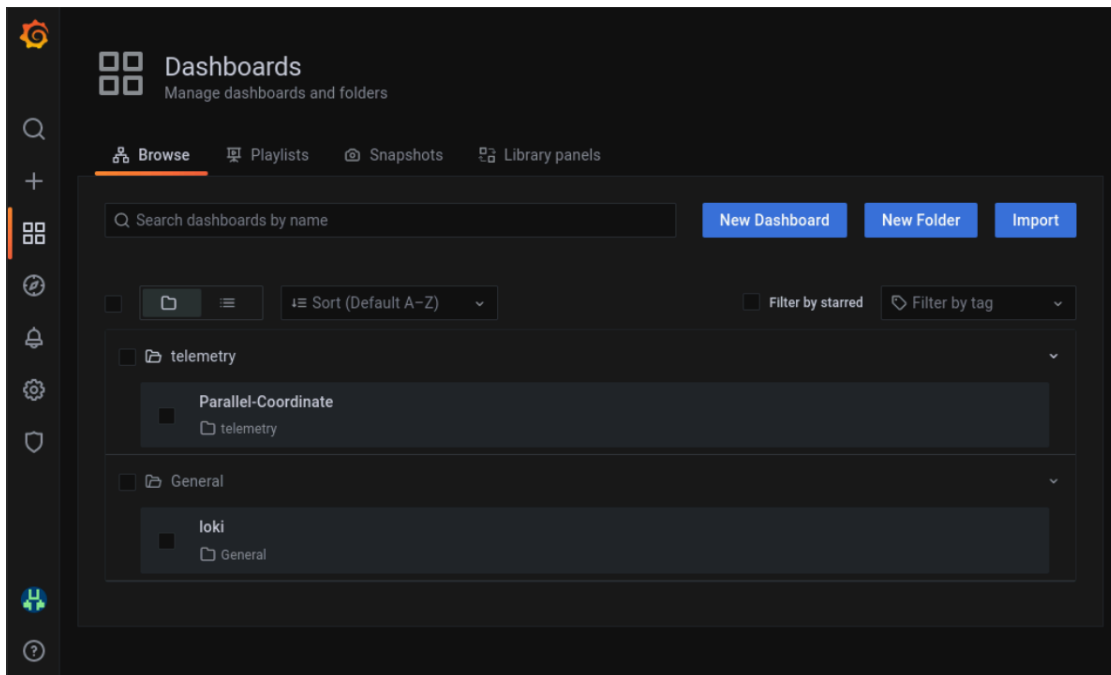 Dashboards
Manage dashboards and folders
Browse Playlists Snapshots Library panels
Search dashboards by name New Dashboard New Folder Import
Sort (Default A–Z) Filter by starred Filter by tag
telemetry
Parallel-Coordinate
telemetry
General
loki
General